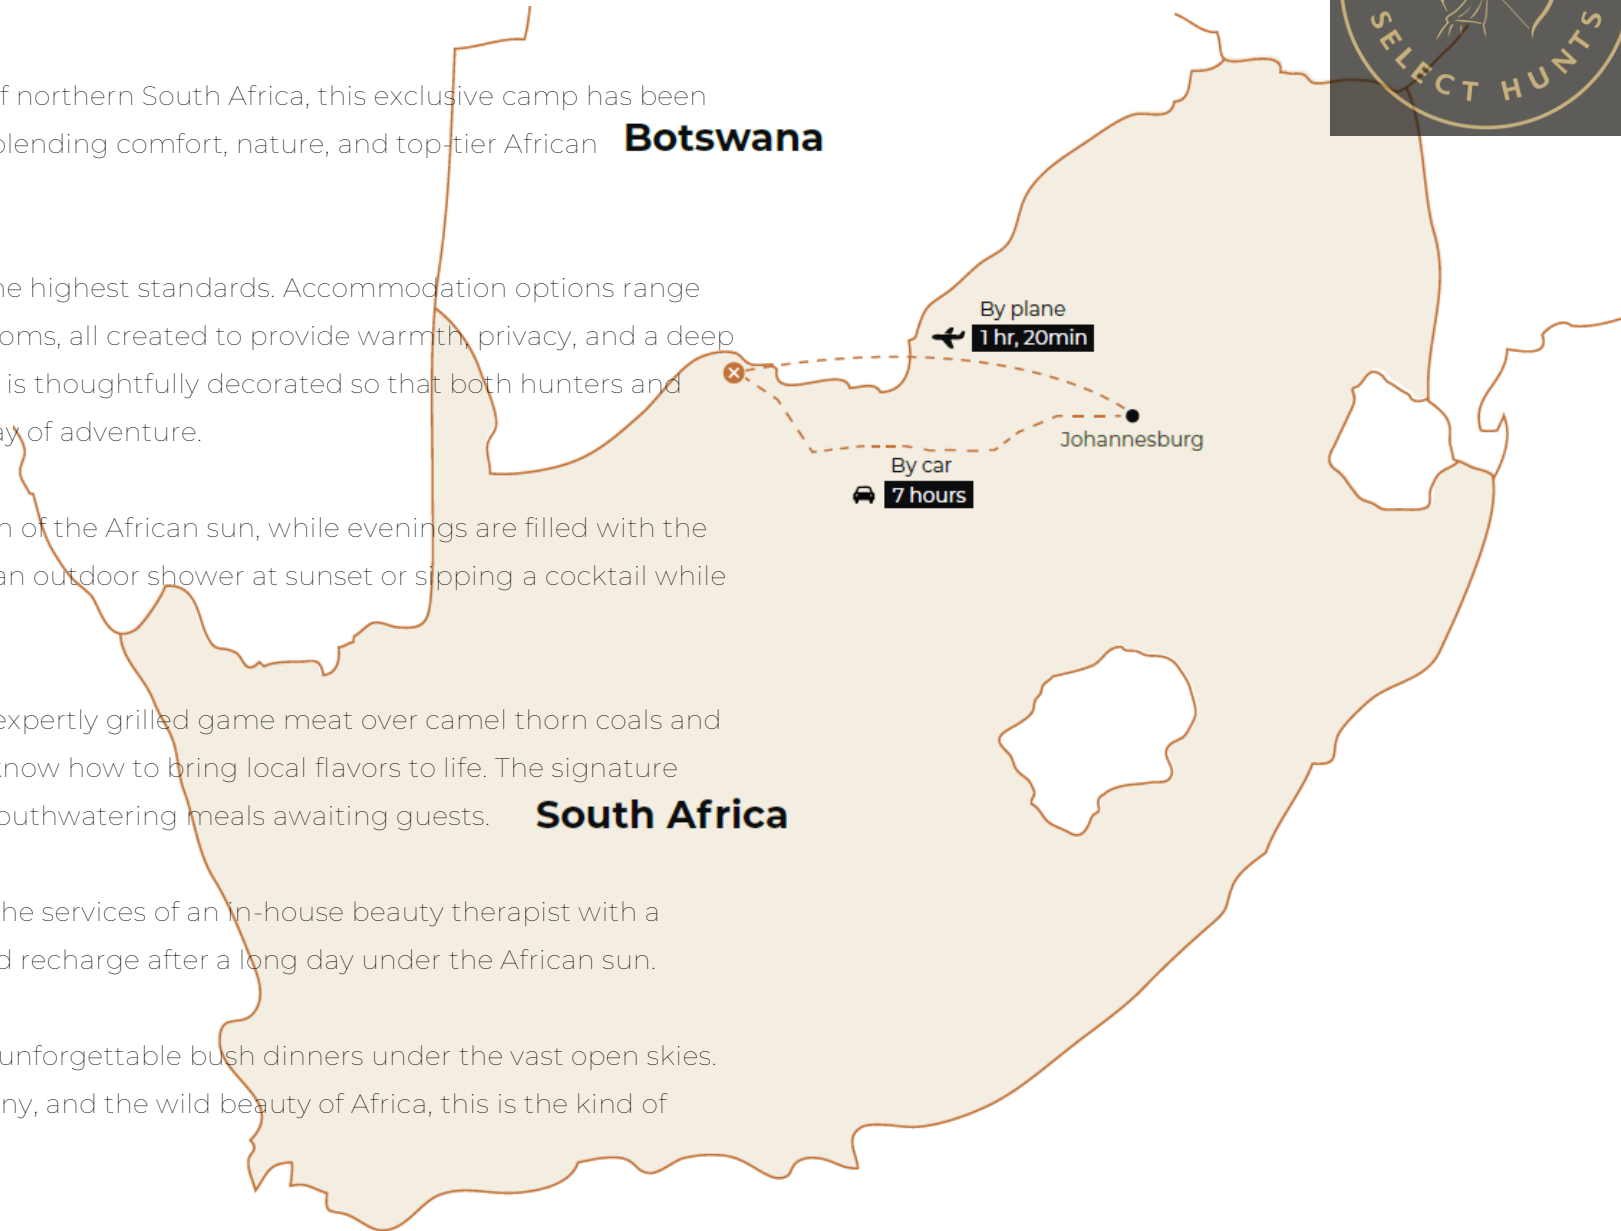 f northern South Africa, this exclusive camp has been
blending comfort, nature, and top-tier African
he highest standards. Accommodation options range
oms, all created to provide warmth, privacy, and a deep
is thoughtfully decorated so that both hunters and
ay of adventure.
n of the African sun, while evenings are filled with the
an outdoor shower at sunset or sipping a cocktail while
expertly grilled game meat over camel thorn coals and
know how to bring local flavors to life. The signature
outhwatering meals awaiting guests.
he services of an in-house beauty therapist with a
d recharge after a long day under the African sun.
unforgettable bush dinners under the vast open skies.
ny, and the wild beauty of Africa, this is the kind of
SELECT HUNTS
Botswana
By plane
1 hr, 20min
Johannesburg
By car
7 hours
South Africa